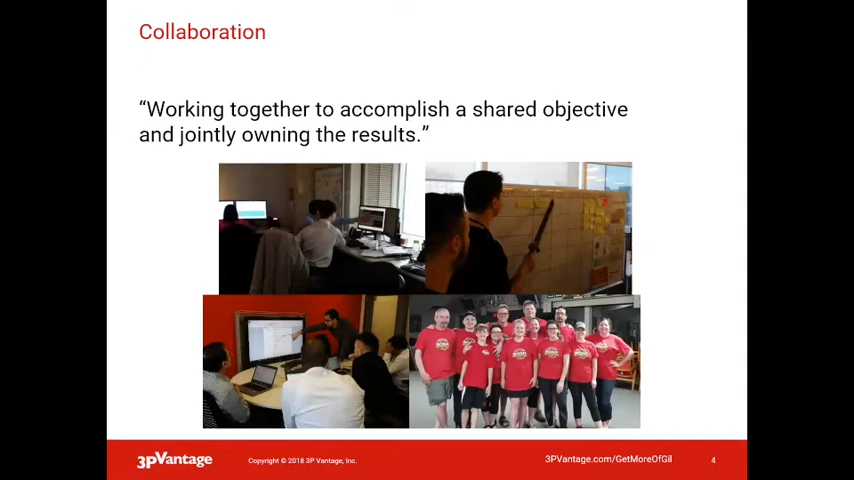 Collaboration
“Working together to accomplish a shared objective
and jointly owning the results.”
3PVantage
Copyright © 2018 3P Vantage, Inc.
3PVantage.com/GetMoreOfGil
4